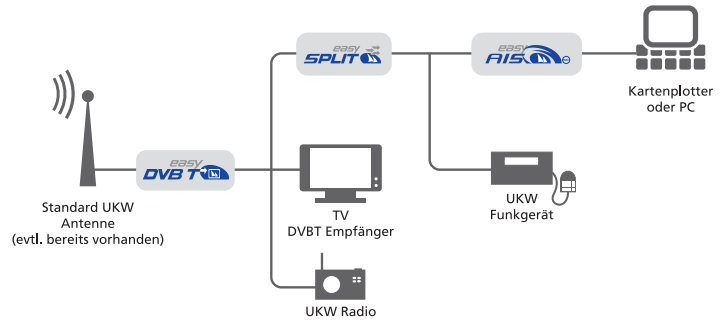 easy
SPLIT
easy
AIS
Kartenplotter
oder PC
easy
DVB T
Standard UKW
Antenne
(evtl. bereits vorhanden)
TV
DVBT Empfänger
UKW
Funkgerät
UKW Radio